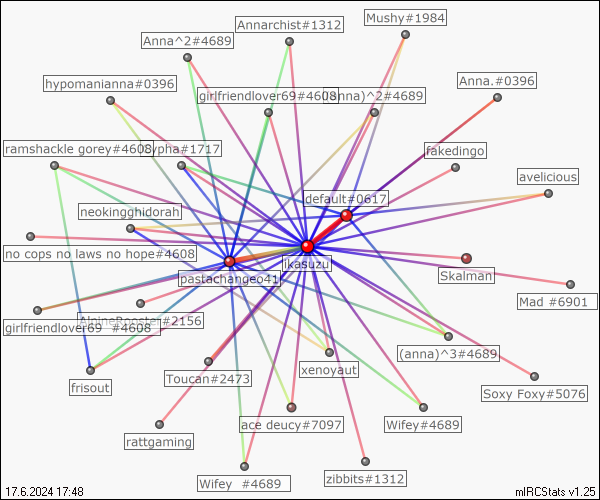 Mushy#1984
Annarchist#1312
Anna^2#4689
hypomanianna#0396
Anna.#0396
girlfriendlover69#4608
(anna)^2#4689
ramshackle gorey#4608
#1717
fakedingo
avelicious
default#0617
neokingghidorah
no cops no laws no hope#4608
likasuzu
pastachangeo41
Skalman
Mad #6901
AlpineRooster#2156
girlfriendlover69 #4608
(anna)^3#4689
xenoyaut
Toucan#2473
frisout
Soxy Foxy#5076
ace deucy#7097
Wifey#4689
rattgaming
zibbits#1312
Wifey #4689
17.6.2024 17:48
mIRCStats v1.25